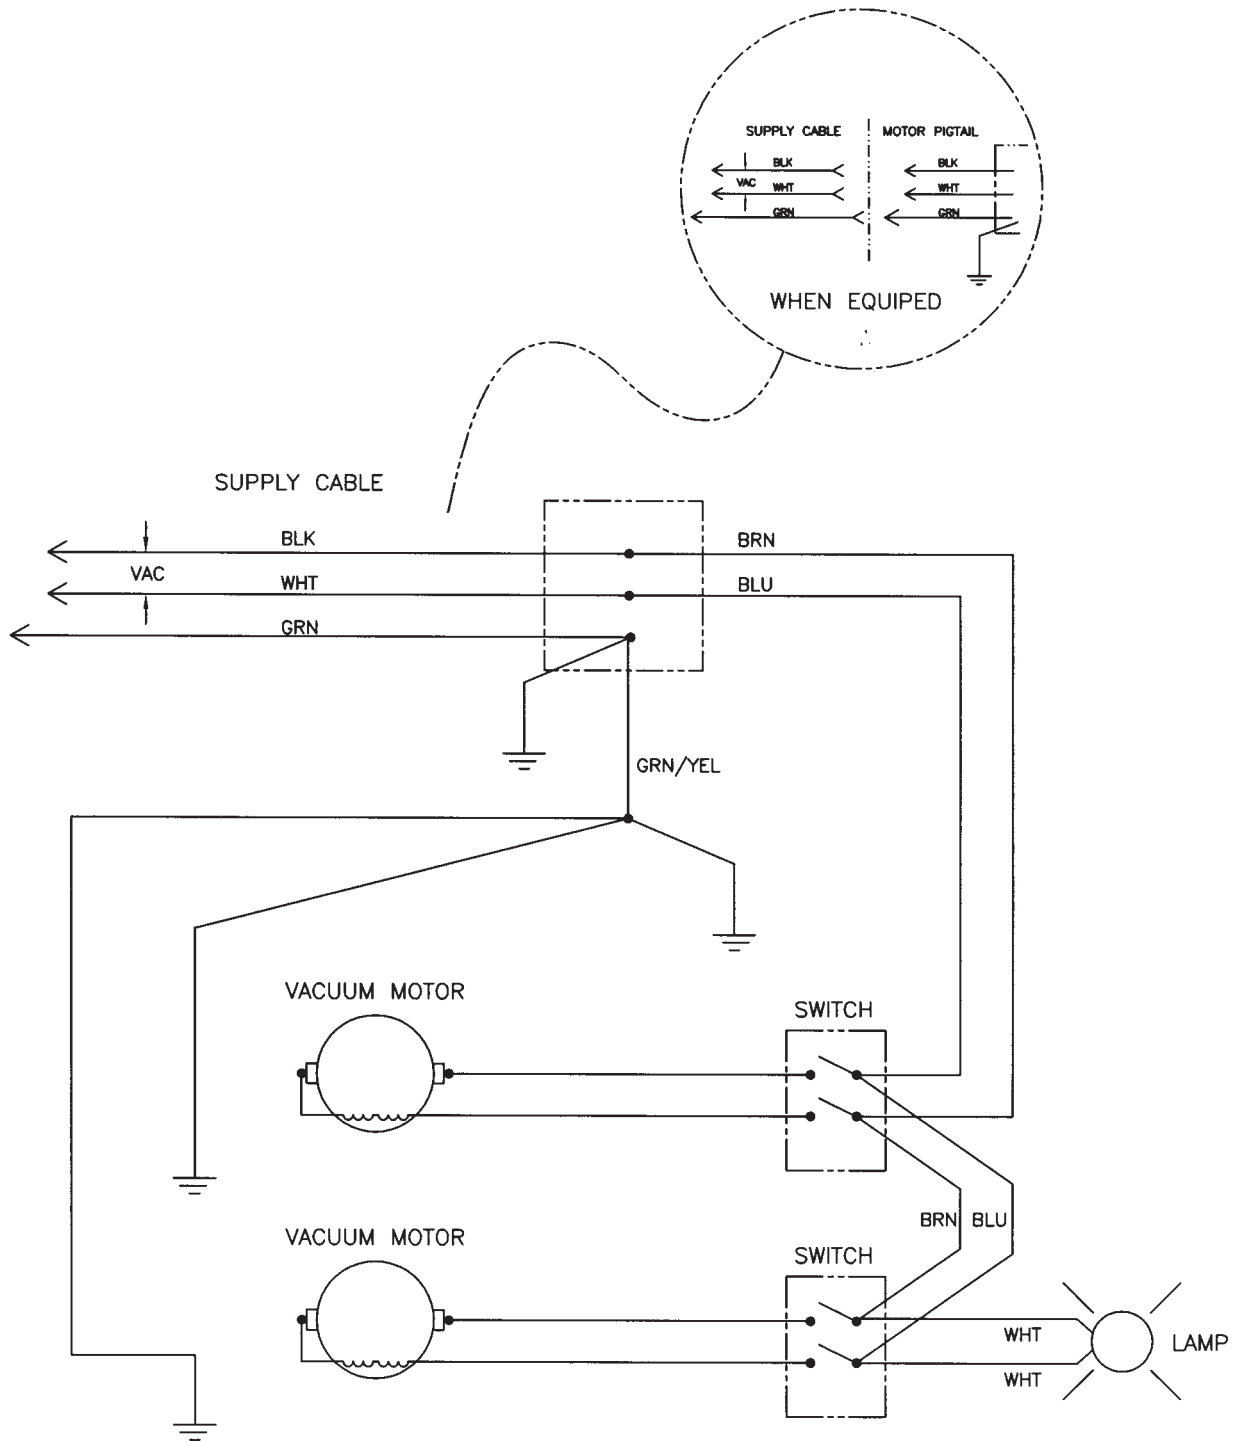 SUPPLY CABLE
MOTOR PIGTAIL
BLK
BLK
VAC
WHT
WHT
GRN
GRN
WHEN EQUIPED
SUPPLY CABLE
BLK
BRN
VAC
WHT
BLU
GRN
GRN/YEL
VACUUM MOTOR
SWITCH
BRN
BLU
VACUUM MOTOR
SWITCH
WHT
LAMP
WHT